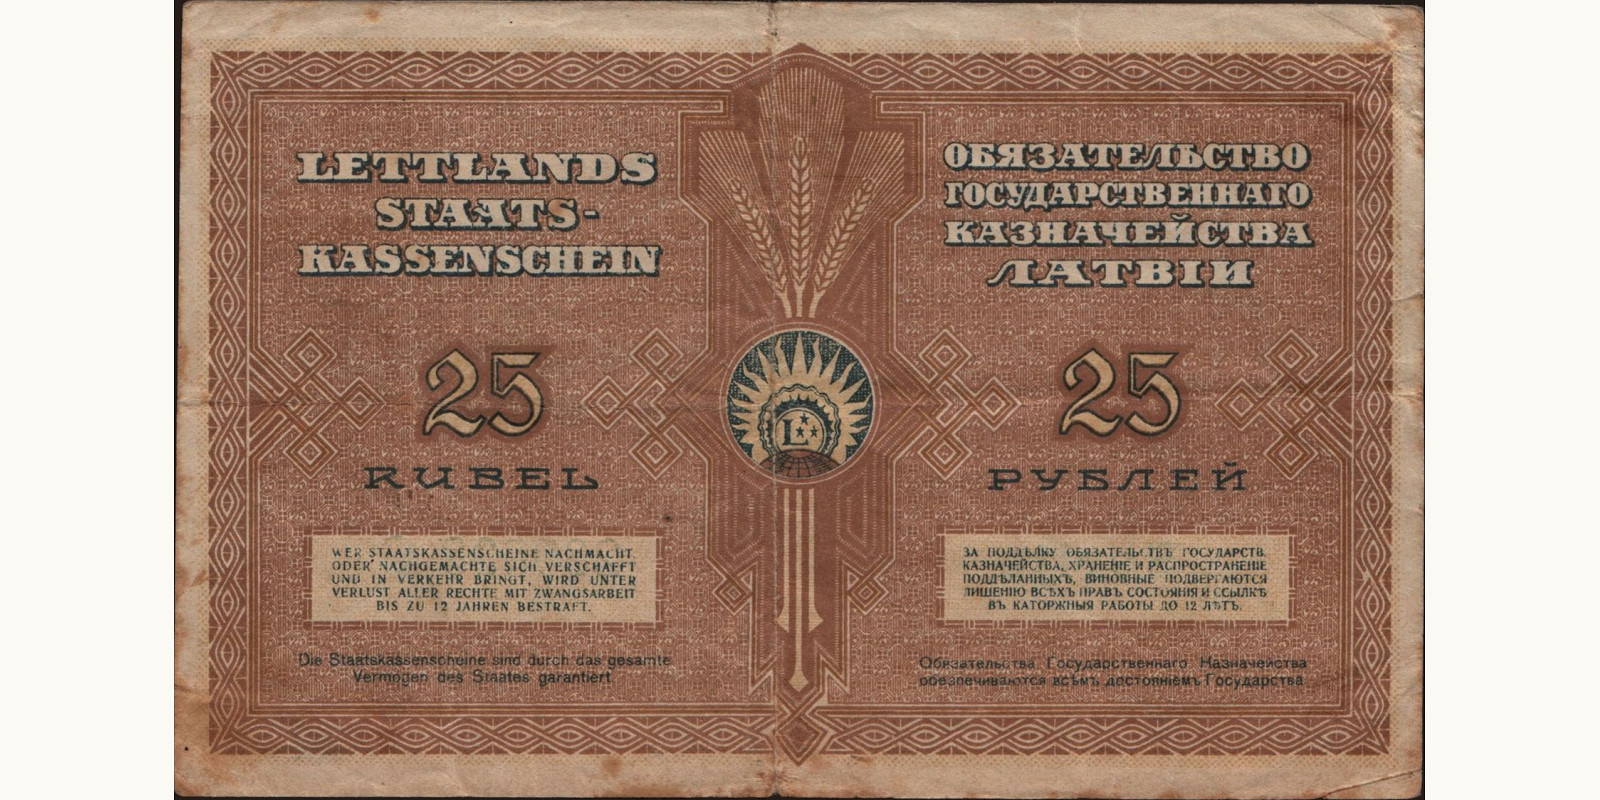 LETTLANDS
STAATS-
KASSENSCHEIN
25
RUBEL
WER STAATSKASSENSCHEINE NACHMACHT,
ODER NACHGEMACHTE SICH VERSCHAFFT
UND IN VERKEHR BRINGT, WIRD UNTER
VERLUST ALLER RECHTE MIT ZWANGSARBEIT
BIS ZU 12 JAHREN BESTRAFT.
Die Staatskassenscheine sind durch das gesamte
Vermögen des Staates garantiert
L
ОБЯЗАТЕЛЬСТВО
ГОСУДАРСТВЕННАГО
КАЗНАЧЕЙСТВА
ЛАТВІИ
25
РУБЛЕЙ
ЗА ПОДДѢЛКУ ОБЯЗАТЕЛЬСТВЪ ГОСУДАРСТВ.
КАЗНАЧЕЙСТВА, ХРАНЕНІЕ И РАСПРОСТРАНЕНІЕ
ПОДДѢЛАННЫХЪ, ВИНОВНЫЕ ПОДВЕРГАЮТСЯ
ЛИШЕНІЮ ВСѢХЪ ПРАВЪ СОСТОЯНІЯ И ССЫЛКѢ
ВЪ КАТОРЖНЫЯ РАБОТЫ ДО 12 ЛѢТЪ.
Обязательства Государственнаго Казначейства
обезпечиваются всѣмъ достояніемъ Государства